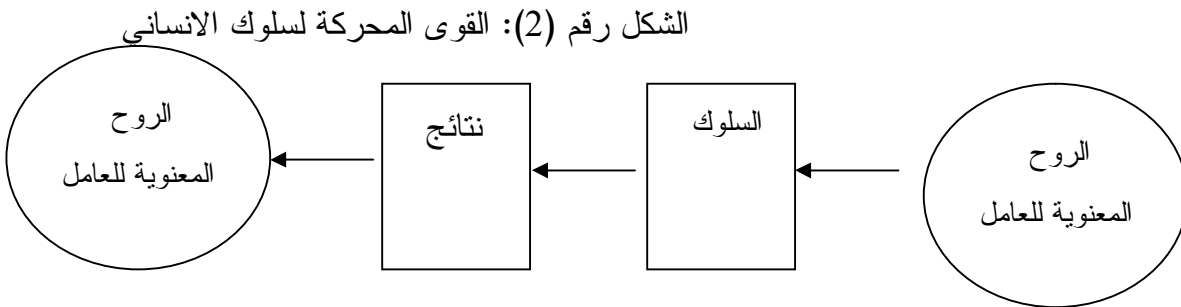 الشكل رقم (2): القوى المحركة لسلوك الانساني
الروح
المعنوية للعامل
السلوك
نتائج
الروح
المعنوية للعامل